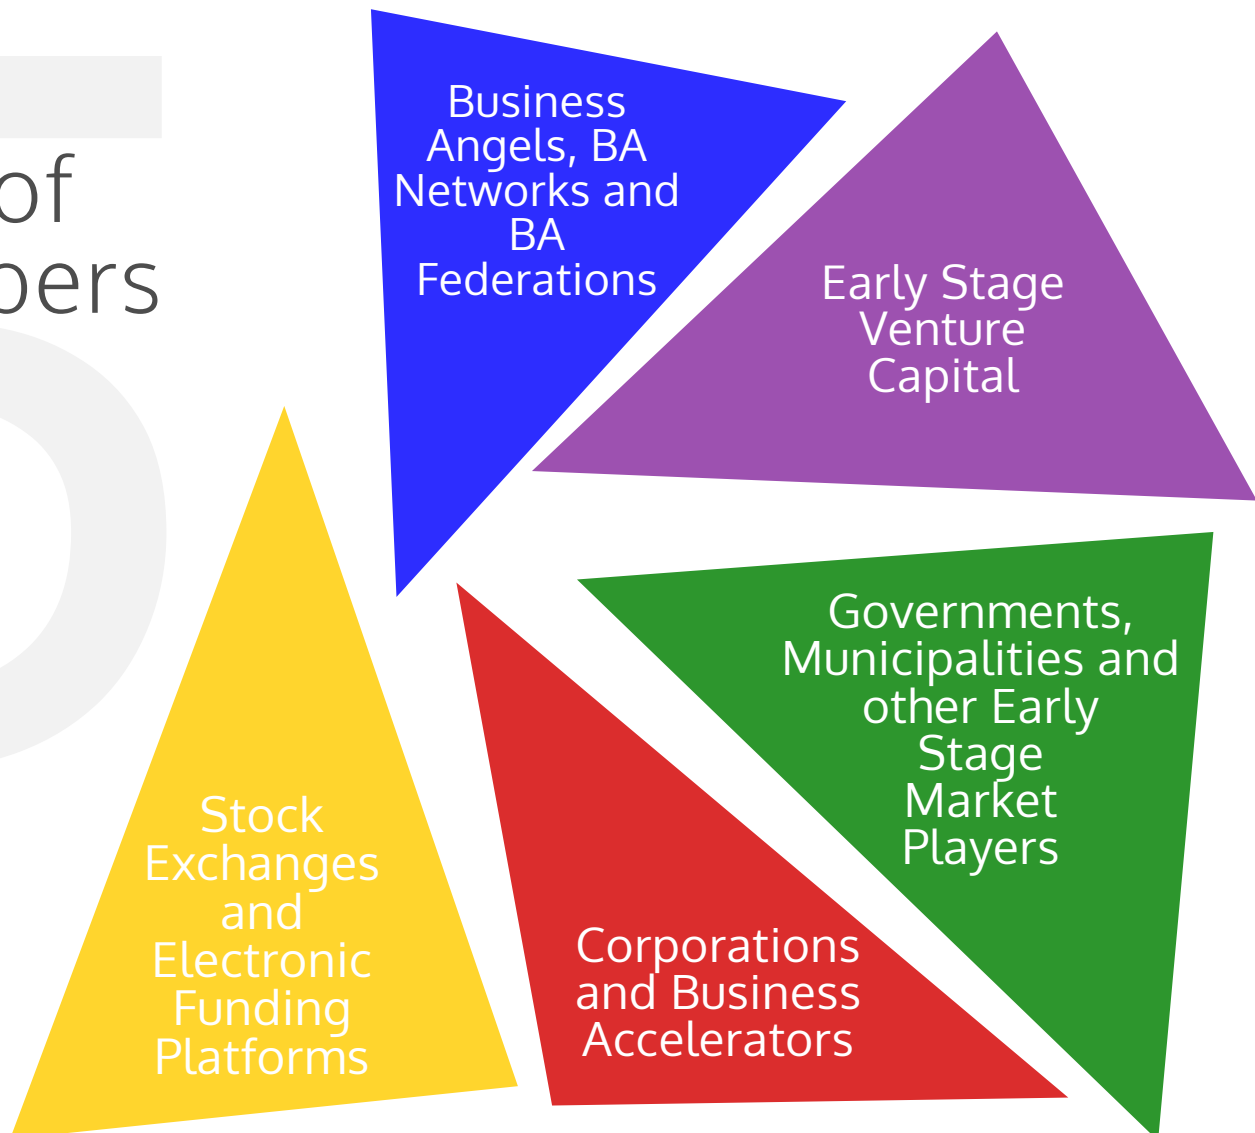 of
Business
Angels, BA
Networks and
BA
Federations
Early Stage
Venture
Capital
Governments,
Municipalities and
other Early
Stage
Market
Players
Stock
Exchanges
and
Electronic
Funding
Platforms
Corporations
and Business
Accelerators